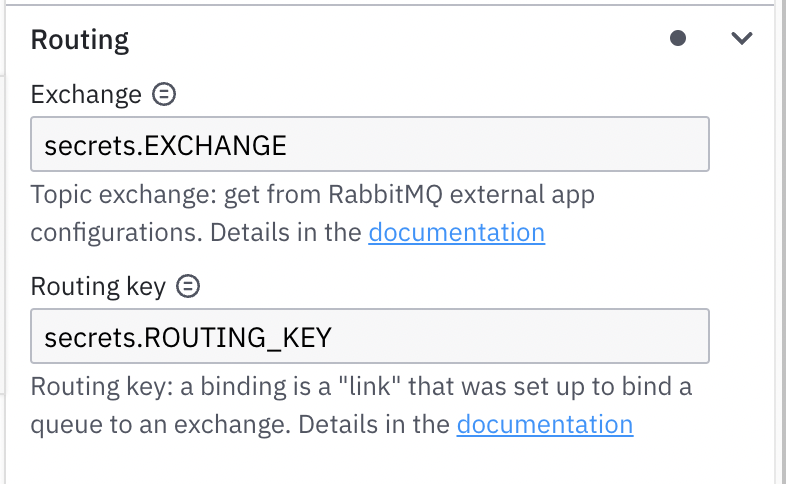 Routing
Exchange
secrets.EXCHANGE
Topic exchange: get from RabbitMQ external app
configurations. Details in the documentation
Routing key
secrets.ROUTING_KEY
Routing key: a binding is a "link" that was set up to bind a
queue to an exchange. Details in the documentation